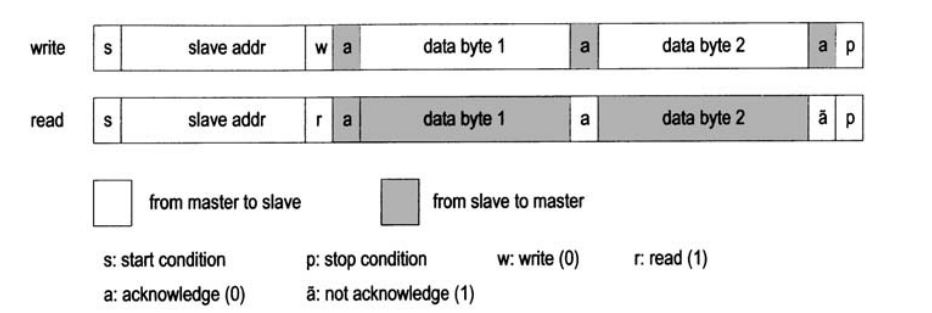 write s slave addr w a data byte 1 a data byte 2 a p
read s slave addr r a data byte 1 a data byte 2 ā p
from master to slave from slave to master
s: start condition p: stop condition w: write (0) r: read (1)
a: acknowledge (0) ā: not acknowledge (1)